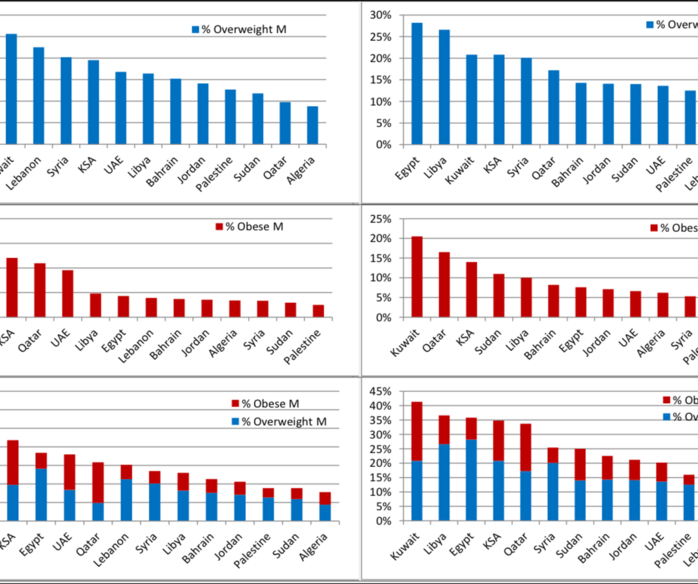 % Overweight M
Lebanon Syria KSA UAE Libya Bahrain Jordan Palestine Sudan Qatar Algeria
30%
25%
20%
15%
10%
5%
0%
Egypt Libya Kuwait KSA Syria Qatar Bahrain Jordan Sudan UAE Palestine
% Obese M
KSA Qatar UAE Libya Egypt Lebanon Bahrain Jordan Algeria Syria Sudan Palestine
25%
20%
15%
10%
5%
0%
Kuwait Qatar KSA Sudan Libya Bahrain Egypt Jordan UAE Algeria Syria
% Obese M
% Overweight M
KSA Egypt UAE Qatar Lebanon Syria Libya Bahrain Jordan Palestine Sudan Algeria
45%
40%
35%
30%
25%
20%
15%
10%
5%
0%
% Ob
% Ov
Kuwait Libya Egypt KSA Qatar Syria Sudan Bahrain Jordan UAE Palestine